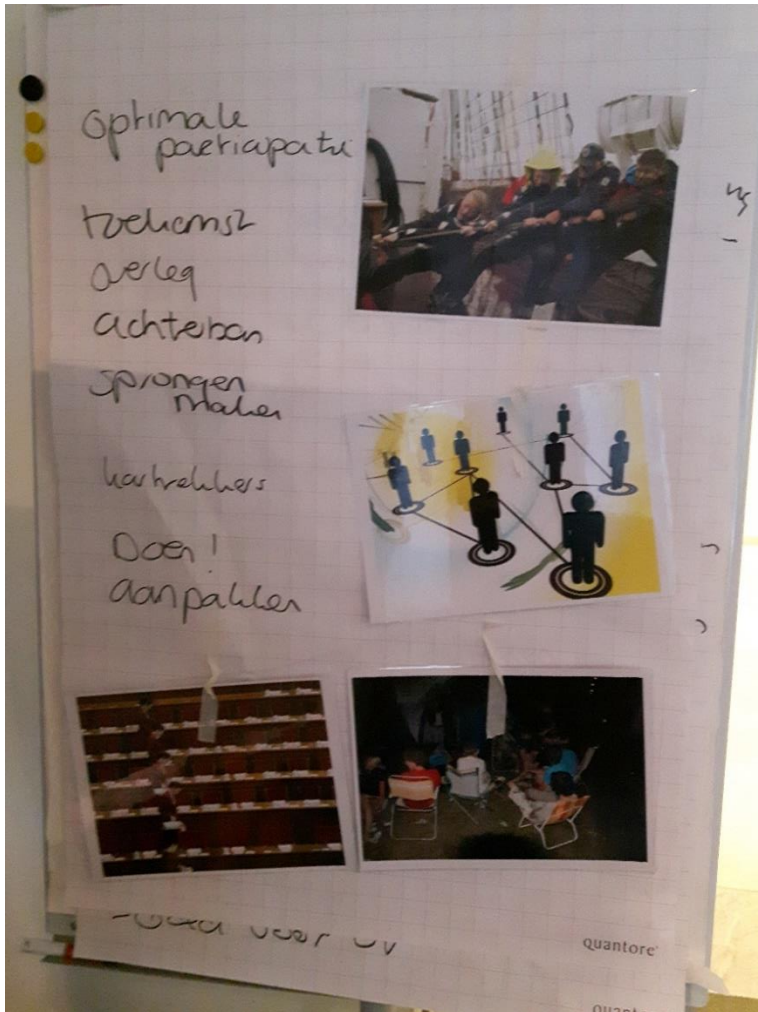 optimale
participatie
toekomst
overleg
achterban
sprongen
maken
kartrekkers
Doen!
aanpakken
quantore